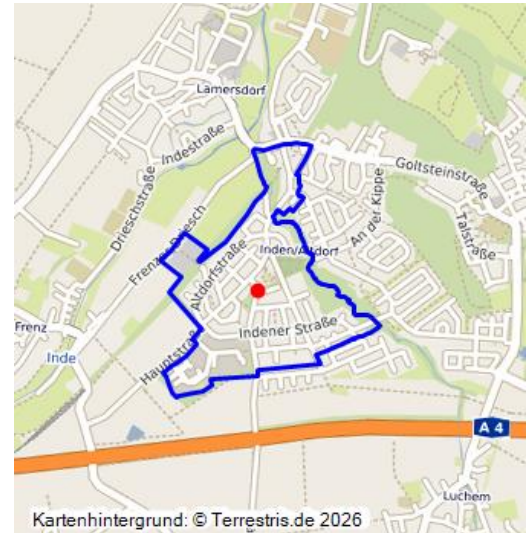 Lamersdorf
Indestraße
Goltsteinstraße
Drieschstraße
An der Kippe
Talstraße
Frenzer Driesch
Inden/Altdorf
Altdorfstraße
Frenz
Indener Straße
Inde
Hauptstraß
A 4
Luchem
Kartenhintergrund: © Terrestris.de 2026